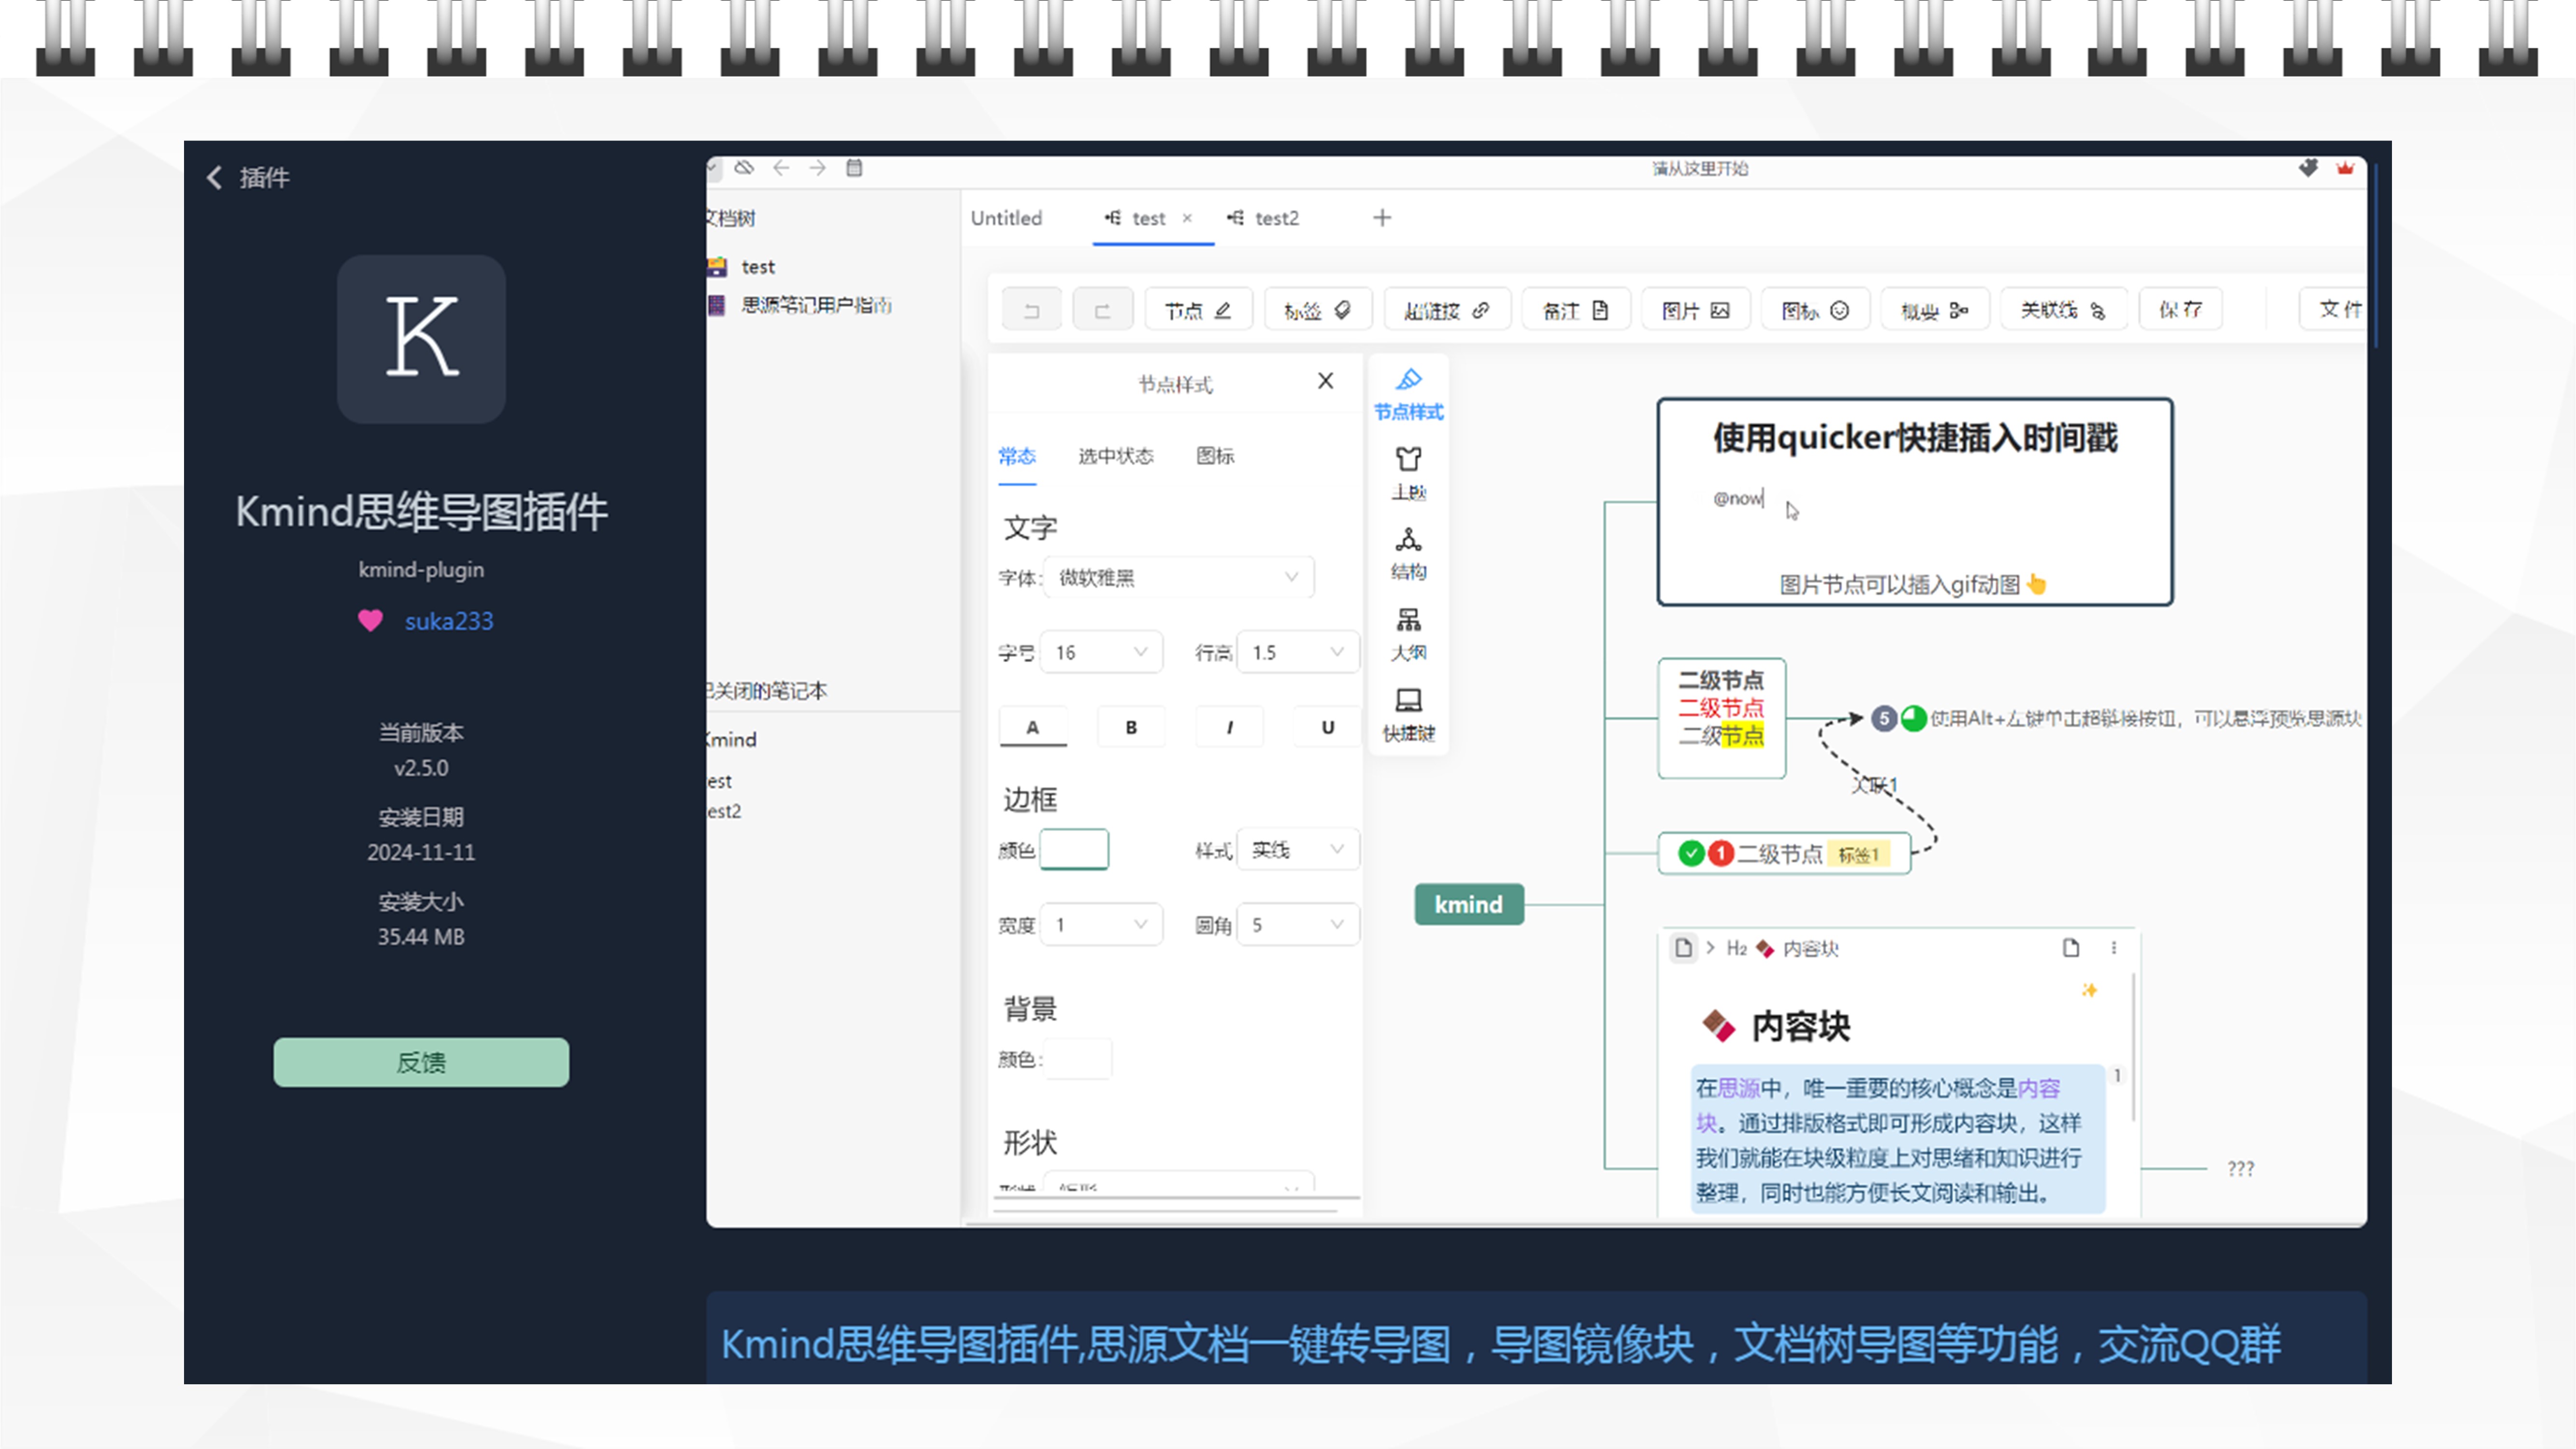 插件
K
Kmind思维导图插件
kmind-plugin
suka233
当前版本
v2.5.0
安装日期
2024-11-11
安装大小
35.44 MB
反馈
请从这里开始
文档树
test
思源笔记用户指南
已关闭的笔记本
Kmind
est
est2
Untitled
test
test2
节点
标签
超链接
备注
图片
图标
概要
关联线
保存
文件
节点样式
常态
选中状态
图标
文字
字体: 微软雅黑
字号 16 行高 1.5
A B I U
边框
颜色 样式 实线
宽度 1 圆角 5
背景
颜色:
形状
形状 矩形
节点样式
主题
结构
大纲
快捷键
kmind
使用quicker快捷插入时间戳
@now
图片节点可以插入gif动图
二级节点
二级节点
二级节点
5 使用Alt+左键单击超链接按钮，可以悬浮预览思源块
关联1
1 二级节点 标签1
H2 内容块
内容块
在思源中，唯一重要的核心概念是内容
块。通过排版格式即可形成内容块，这样
我们就能在块级粒度上对思绪和知识进行
整理，同时也能方便长文阅读和输出。
1
???
Kmind思维导图插件,思源文档一键转导图，导图镜像块，文档树导图等功能，交流QQ群